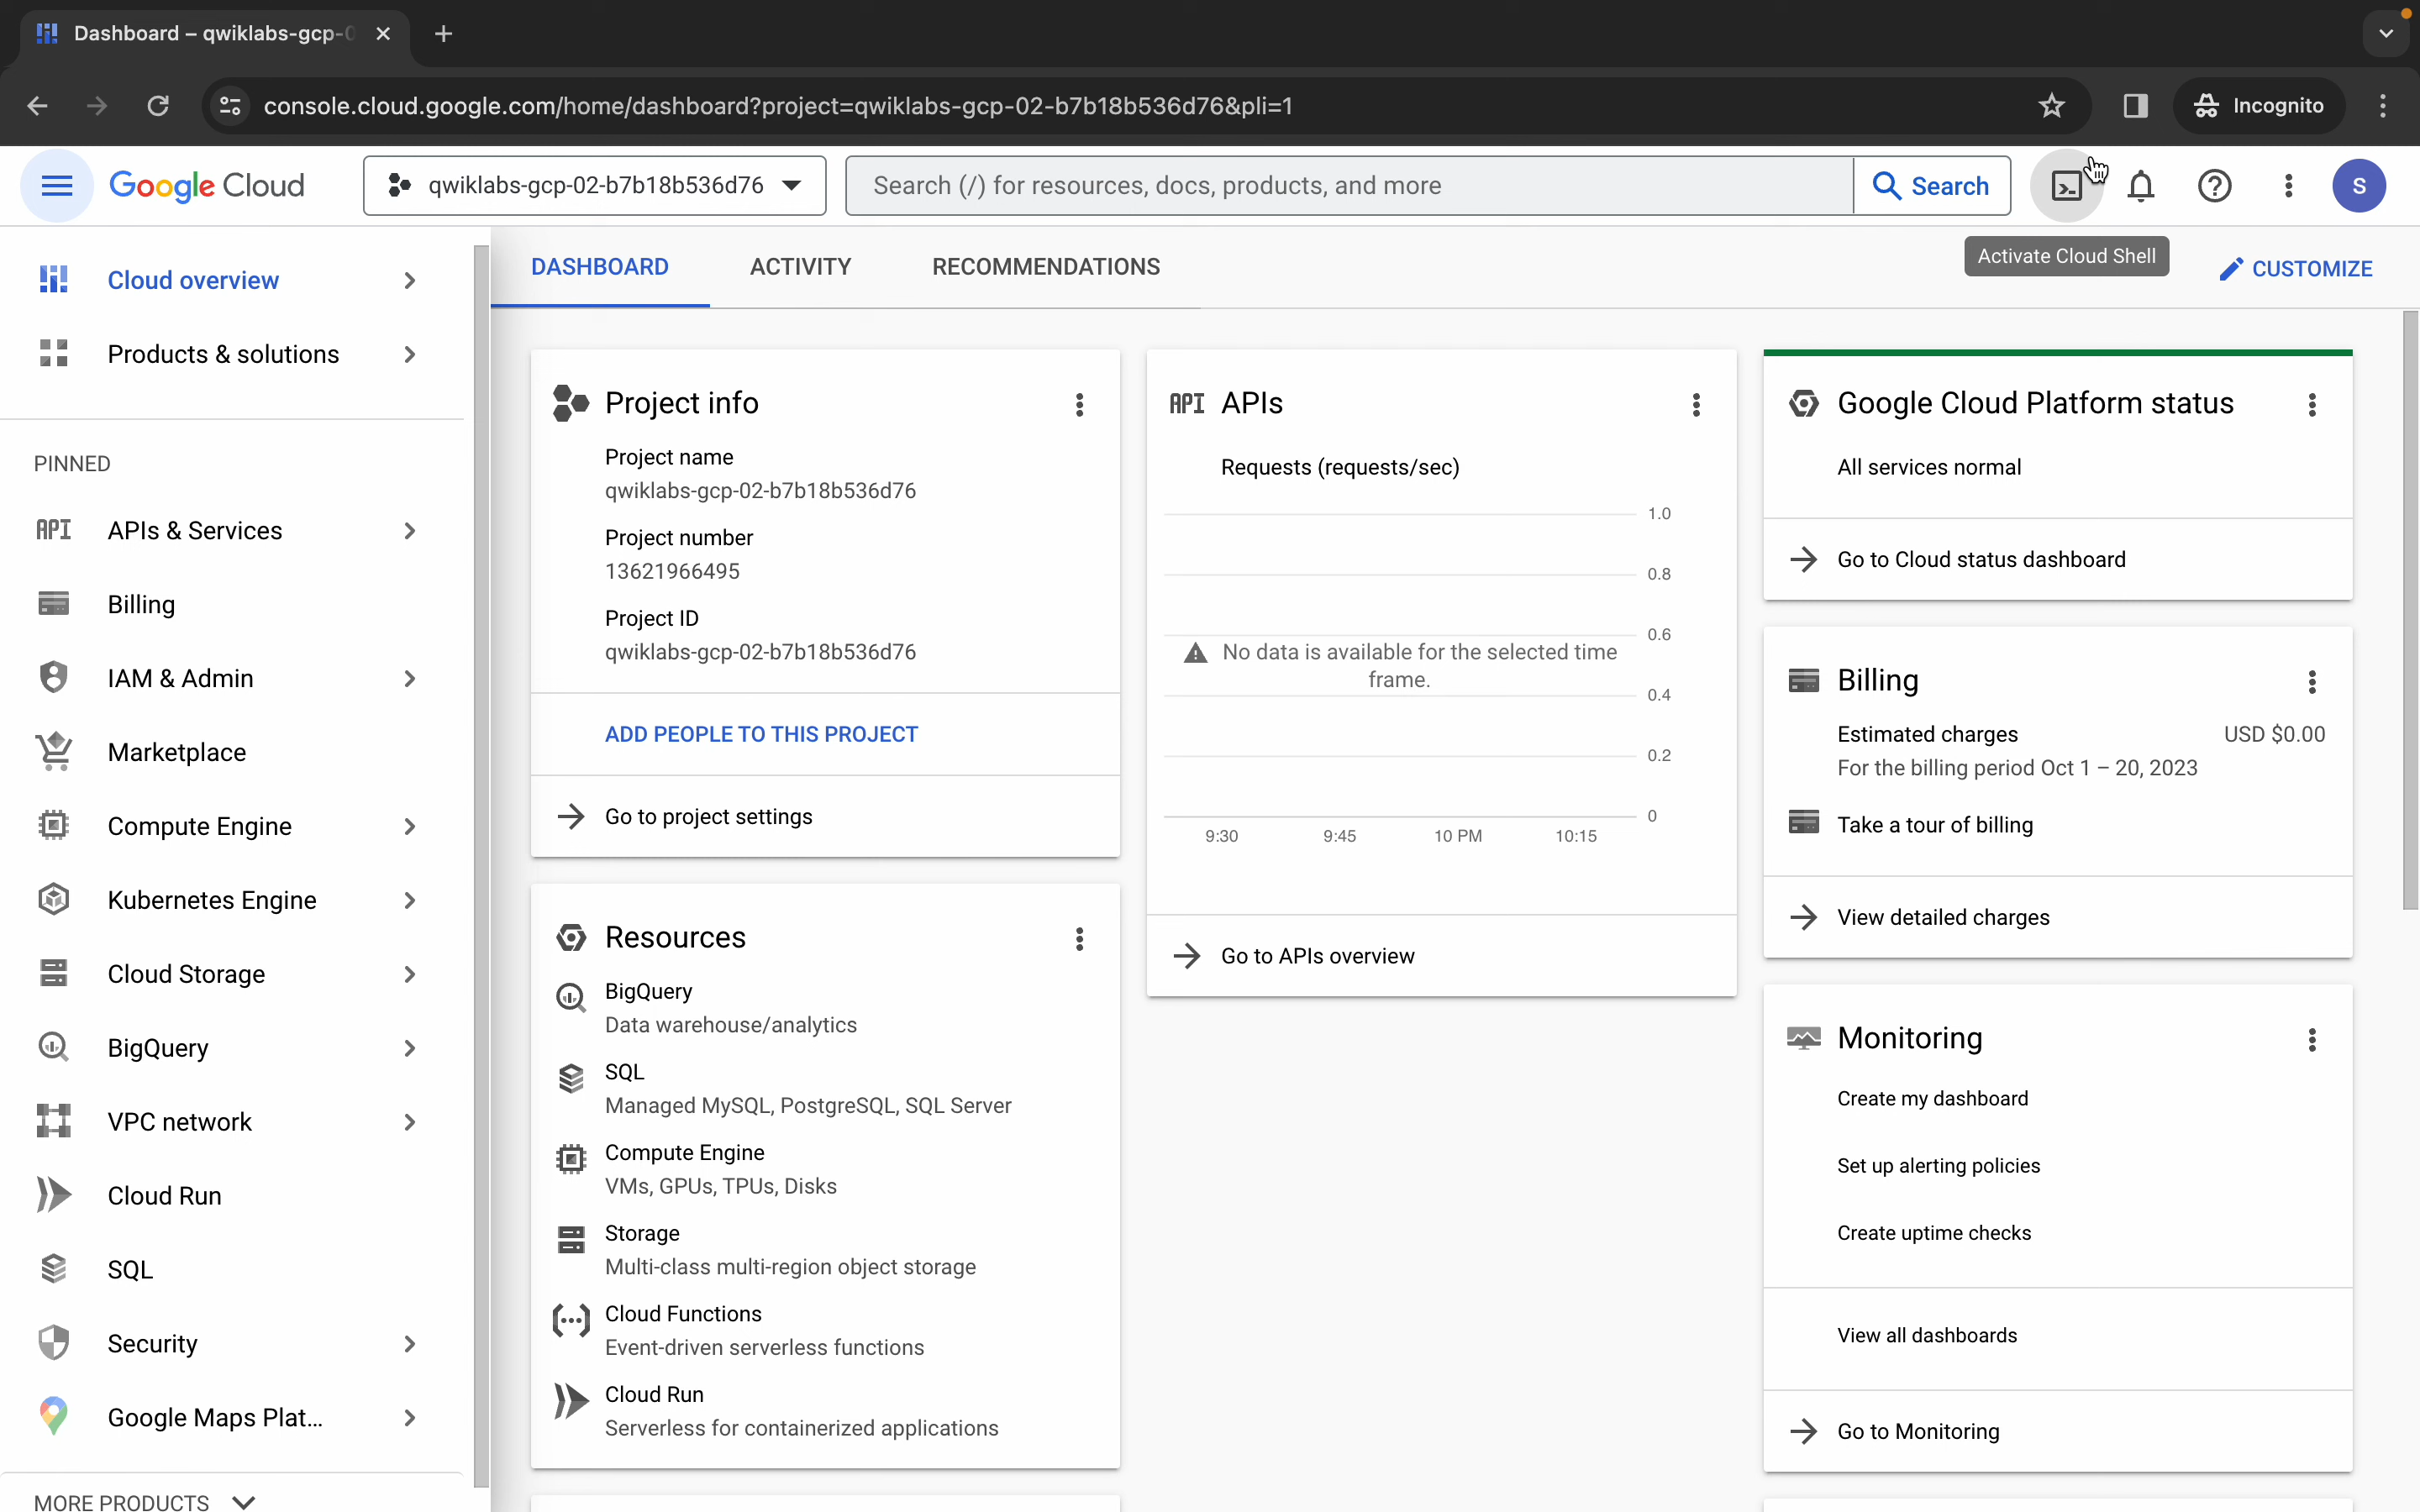 Dashboard – qwiklabs-gcp-0
console.cloud.google.com/home/dashboard?project=qwiklabs-gcp-02-b7b18b536d76&pli=1
Incognito
Google Cloud
qwiklabs-gcp-02-b7b18b536d76
Search (/) for resources, docs, products, and more
Search
S
Activate Cloud Shell
Cloud overview
Products & solutions
PINNED
API APIs & Services
Billing
IAM & Admin
Marketplace
Compute Engine
Kubernetes Engine
Cloud Storage
BigQuery
VPC network
Cloud Run
SQL
Security
Google Maps Plat...
MORE PRODUCTS
DASHBOARD
ACTIVITY
RECOMMENDATIONS
CUSTOMIZE
Project info
Project name
qwiklabs-gcp-02-b7b18b536d76
Project number
13621966495
Project ID
qwiklabs-gcp-02-b7b18b536d76
ADD PEOPLE TO THIS PROJECT
Go to project settings
Resources
BigQuery
Data warehouse/analytics
SQL
Managed MySQL, PostgreSQL, SQL Server
Compute Engine
VMs, GPUs, TPUs, Disks
Storage
Multi-class multi-region object storage
Cloud Functions
Event-driven serverless functions
Cloud Run
Serverless for containerized applications
API APIs
Requests (requests/sec)
1.0
0.8
0.6
No data is available for the selected time
frame.
0.4
0.2
0
9:30 9:45 10 PM 10:15
Go to APIs overview
Google Cloud Platform status
All services normal
Go to Cloud status dashboard
Billing
Estimated charges USD $0.00
For the billing period Oct 1 – 20, 2023
Take a tour of billing
View detailed charges
Monitoring
Create my dashboard
Set up alerting policies
Create uptime checks
View all dashboards
Go to Monitoring